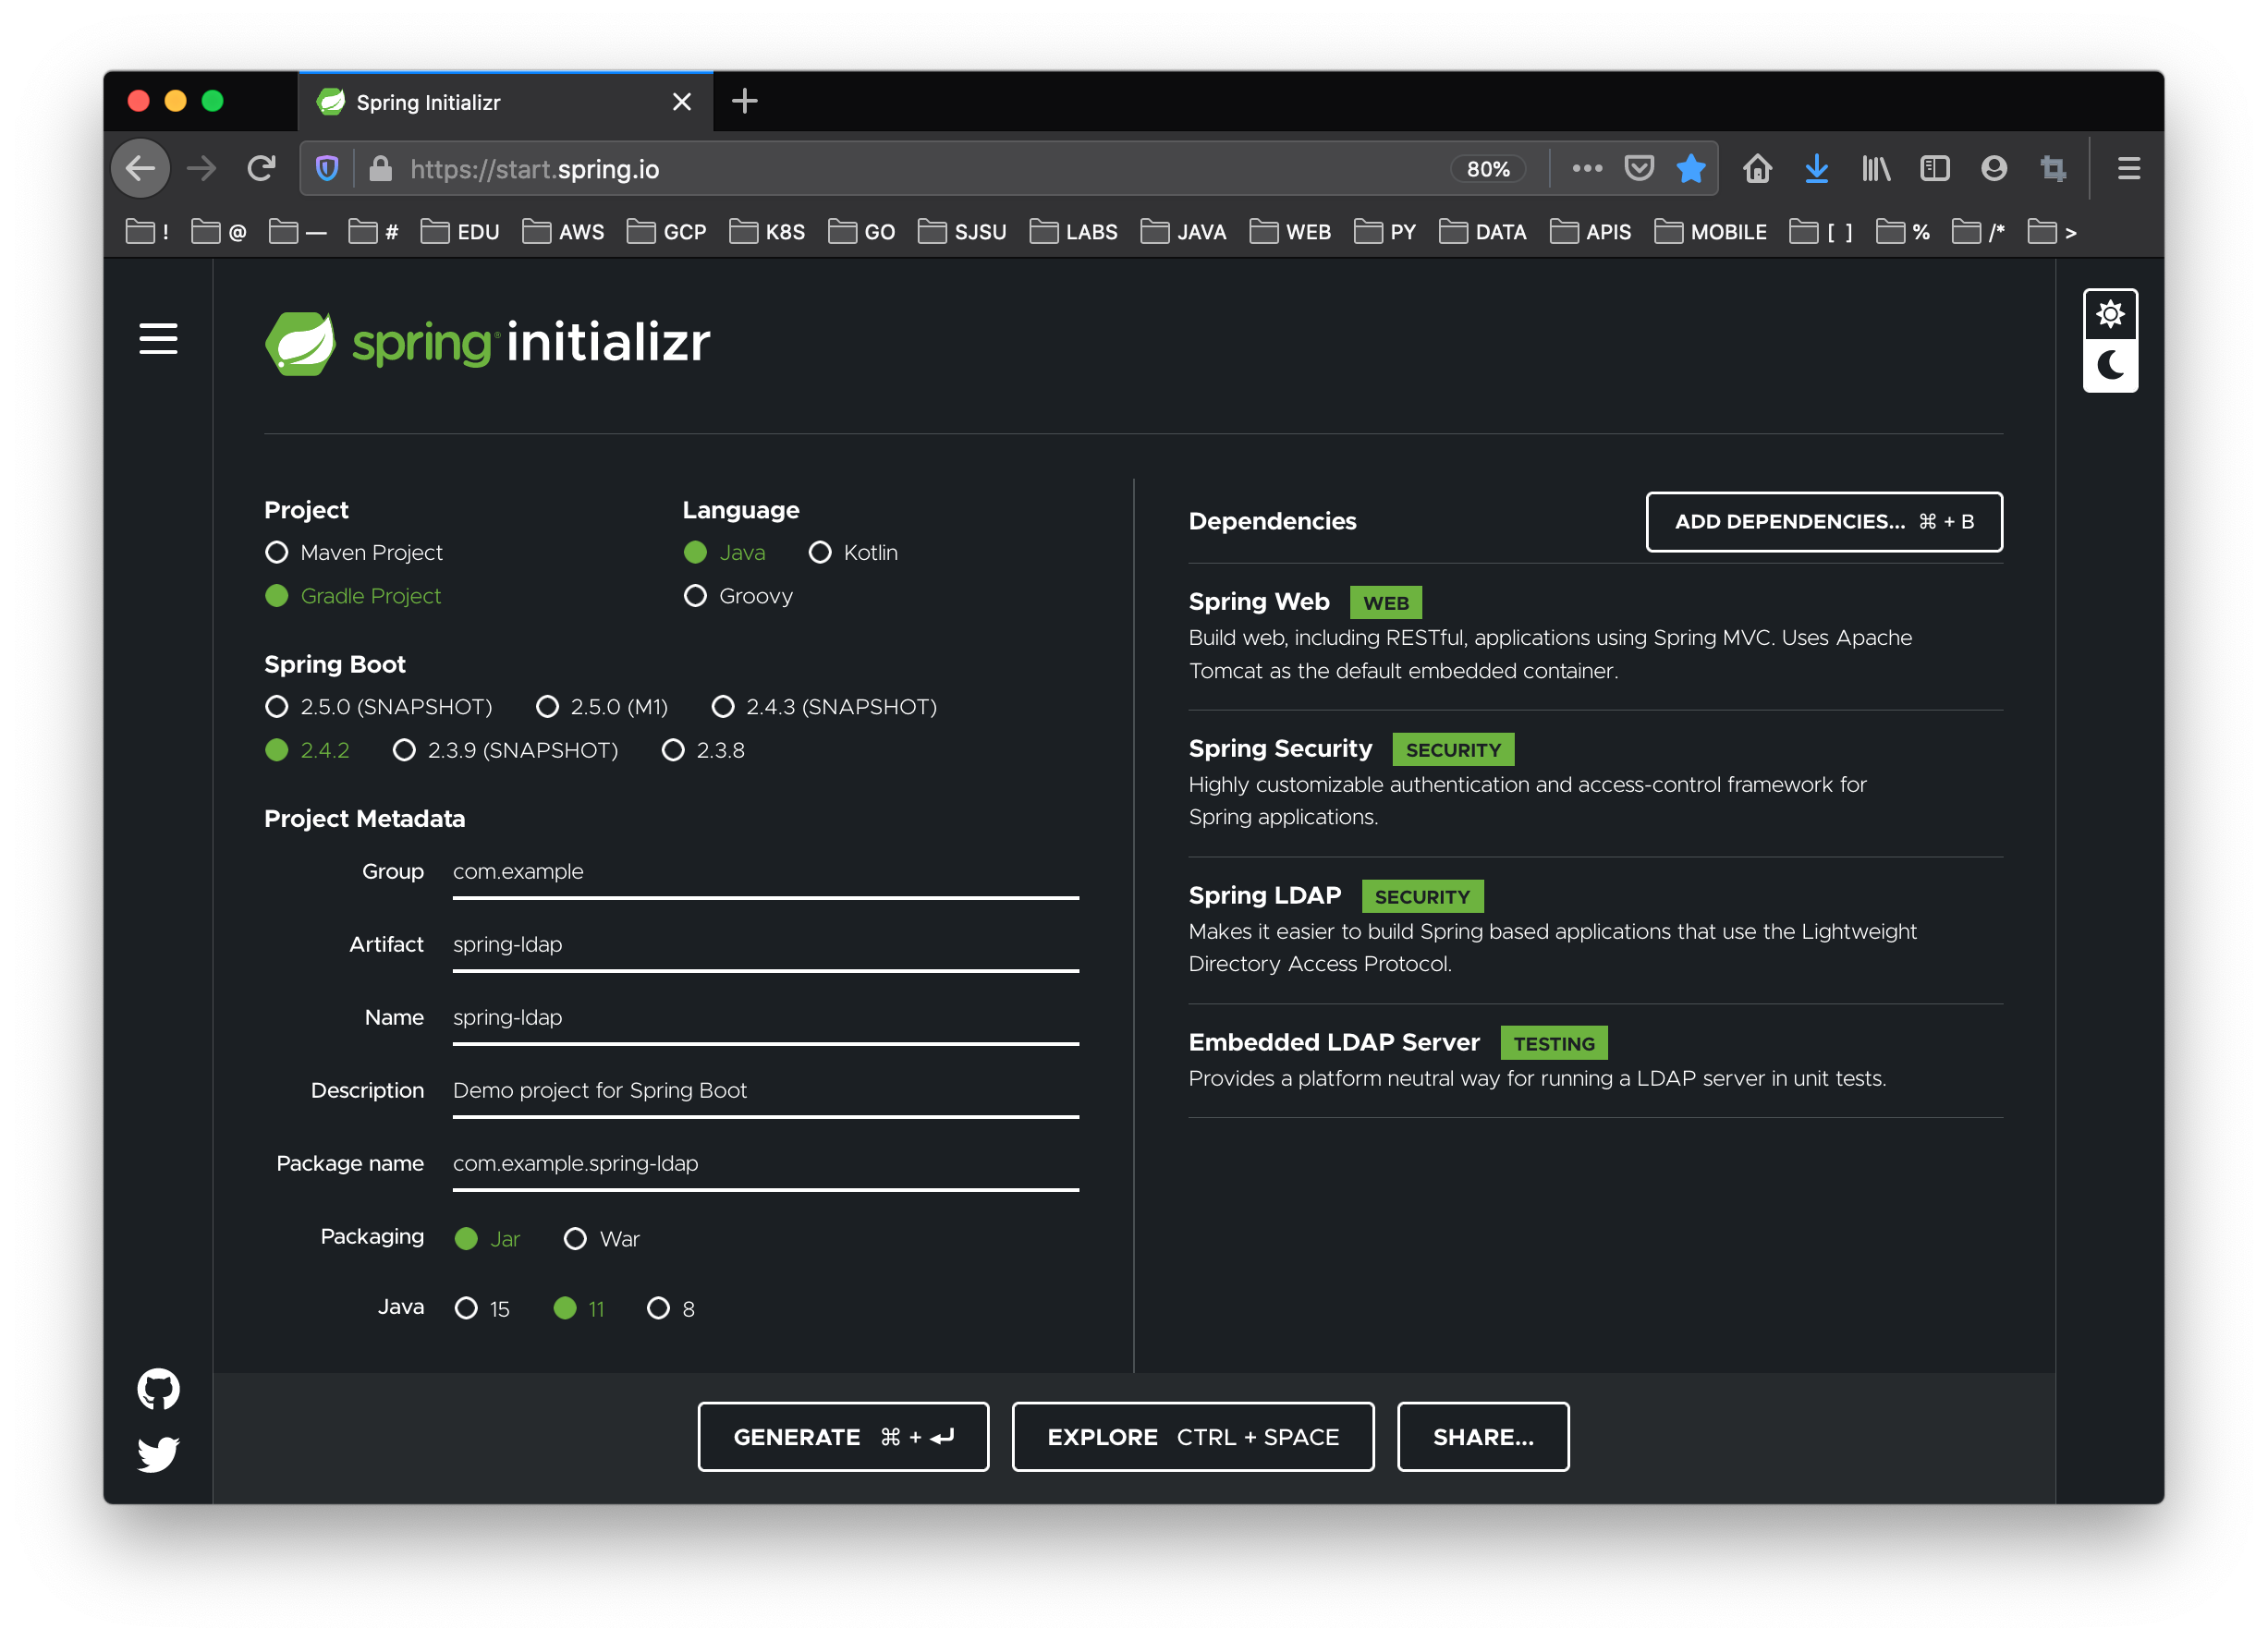 Spring Initializr
https://start.spring.io 80%
! @ — # EDU AWS GCP K8S GO SJSU LABS JAVA WEB PY DATA APIS MOBILE [ ] % /* >
spring® initializr
Project
Maven Project
Gradle Project
Language
Java Kotlin
Groovy
Spring Boot
2.5.0 (SNAPSHOT) 2.5.0 (M1) 2.4.3 (SNAPSHOT)
2.4.2 2.3.9 (SNAPSHOT) 2.3.8
Project Metadata
Group com.example
Artifact spring-ldap
Name spring-ldap
Description Demo project for Spring Boot
Package name com.example.spring-ldap
Packaging Jar War
Java 15 11 8
Dependencies ADD DEPENDENCIES... ⌘ + B
Spring Web WEB
Build web, including RESTful, applications using Spring MVC. Uses Apache
Tomcat as the default embedded container.
Spring Security SECURITY
Highly customizable authentication and access-control framework for
Spring applications.
Spring LDAP SECURITY
Makes it easier to build Spring based applications that use the Lightweight
Directory Access Protocol.
Embedded LDAP Server TESTING
Provides a platform neutral way for running a LDAP server in unit tests.
GENERATE ⌘ + ↵ EXPLORE CTRL + SPACE SHARE...